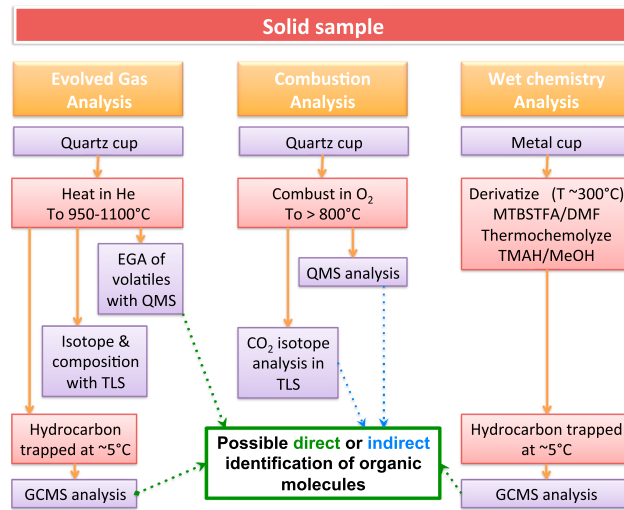 Solid sample
Evolved Gas
Analysis
Combustion
Analysis
Wet chemistry
Analysis
Quartz cup
Quartz cup
Metal cup
Heat in He
To 950-1100°C
Combust in O₂
To > 800°C
Derivatize (T ~300°C)
MTBSTFA/DMF
Thermochemolyze
TMAH/MeOH
EGA of
volatiles
with QMS
QMS analysis
Isotope &
composition
with TLS
CO₂ isotope
analysis in
TLS
Hydrocarbon
trapped at ~5°C
Possible direct or indirect
identification of organic
molecules
Hydrocarbon trapped
at ~5°C
GCMS analysis
GCMS analysis